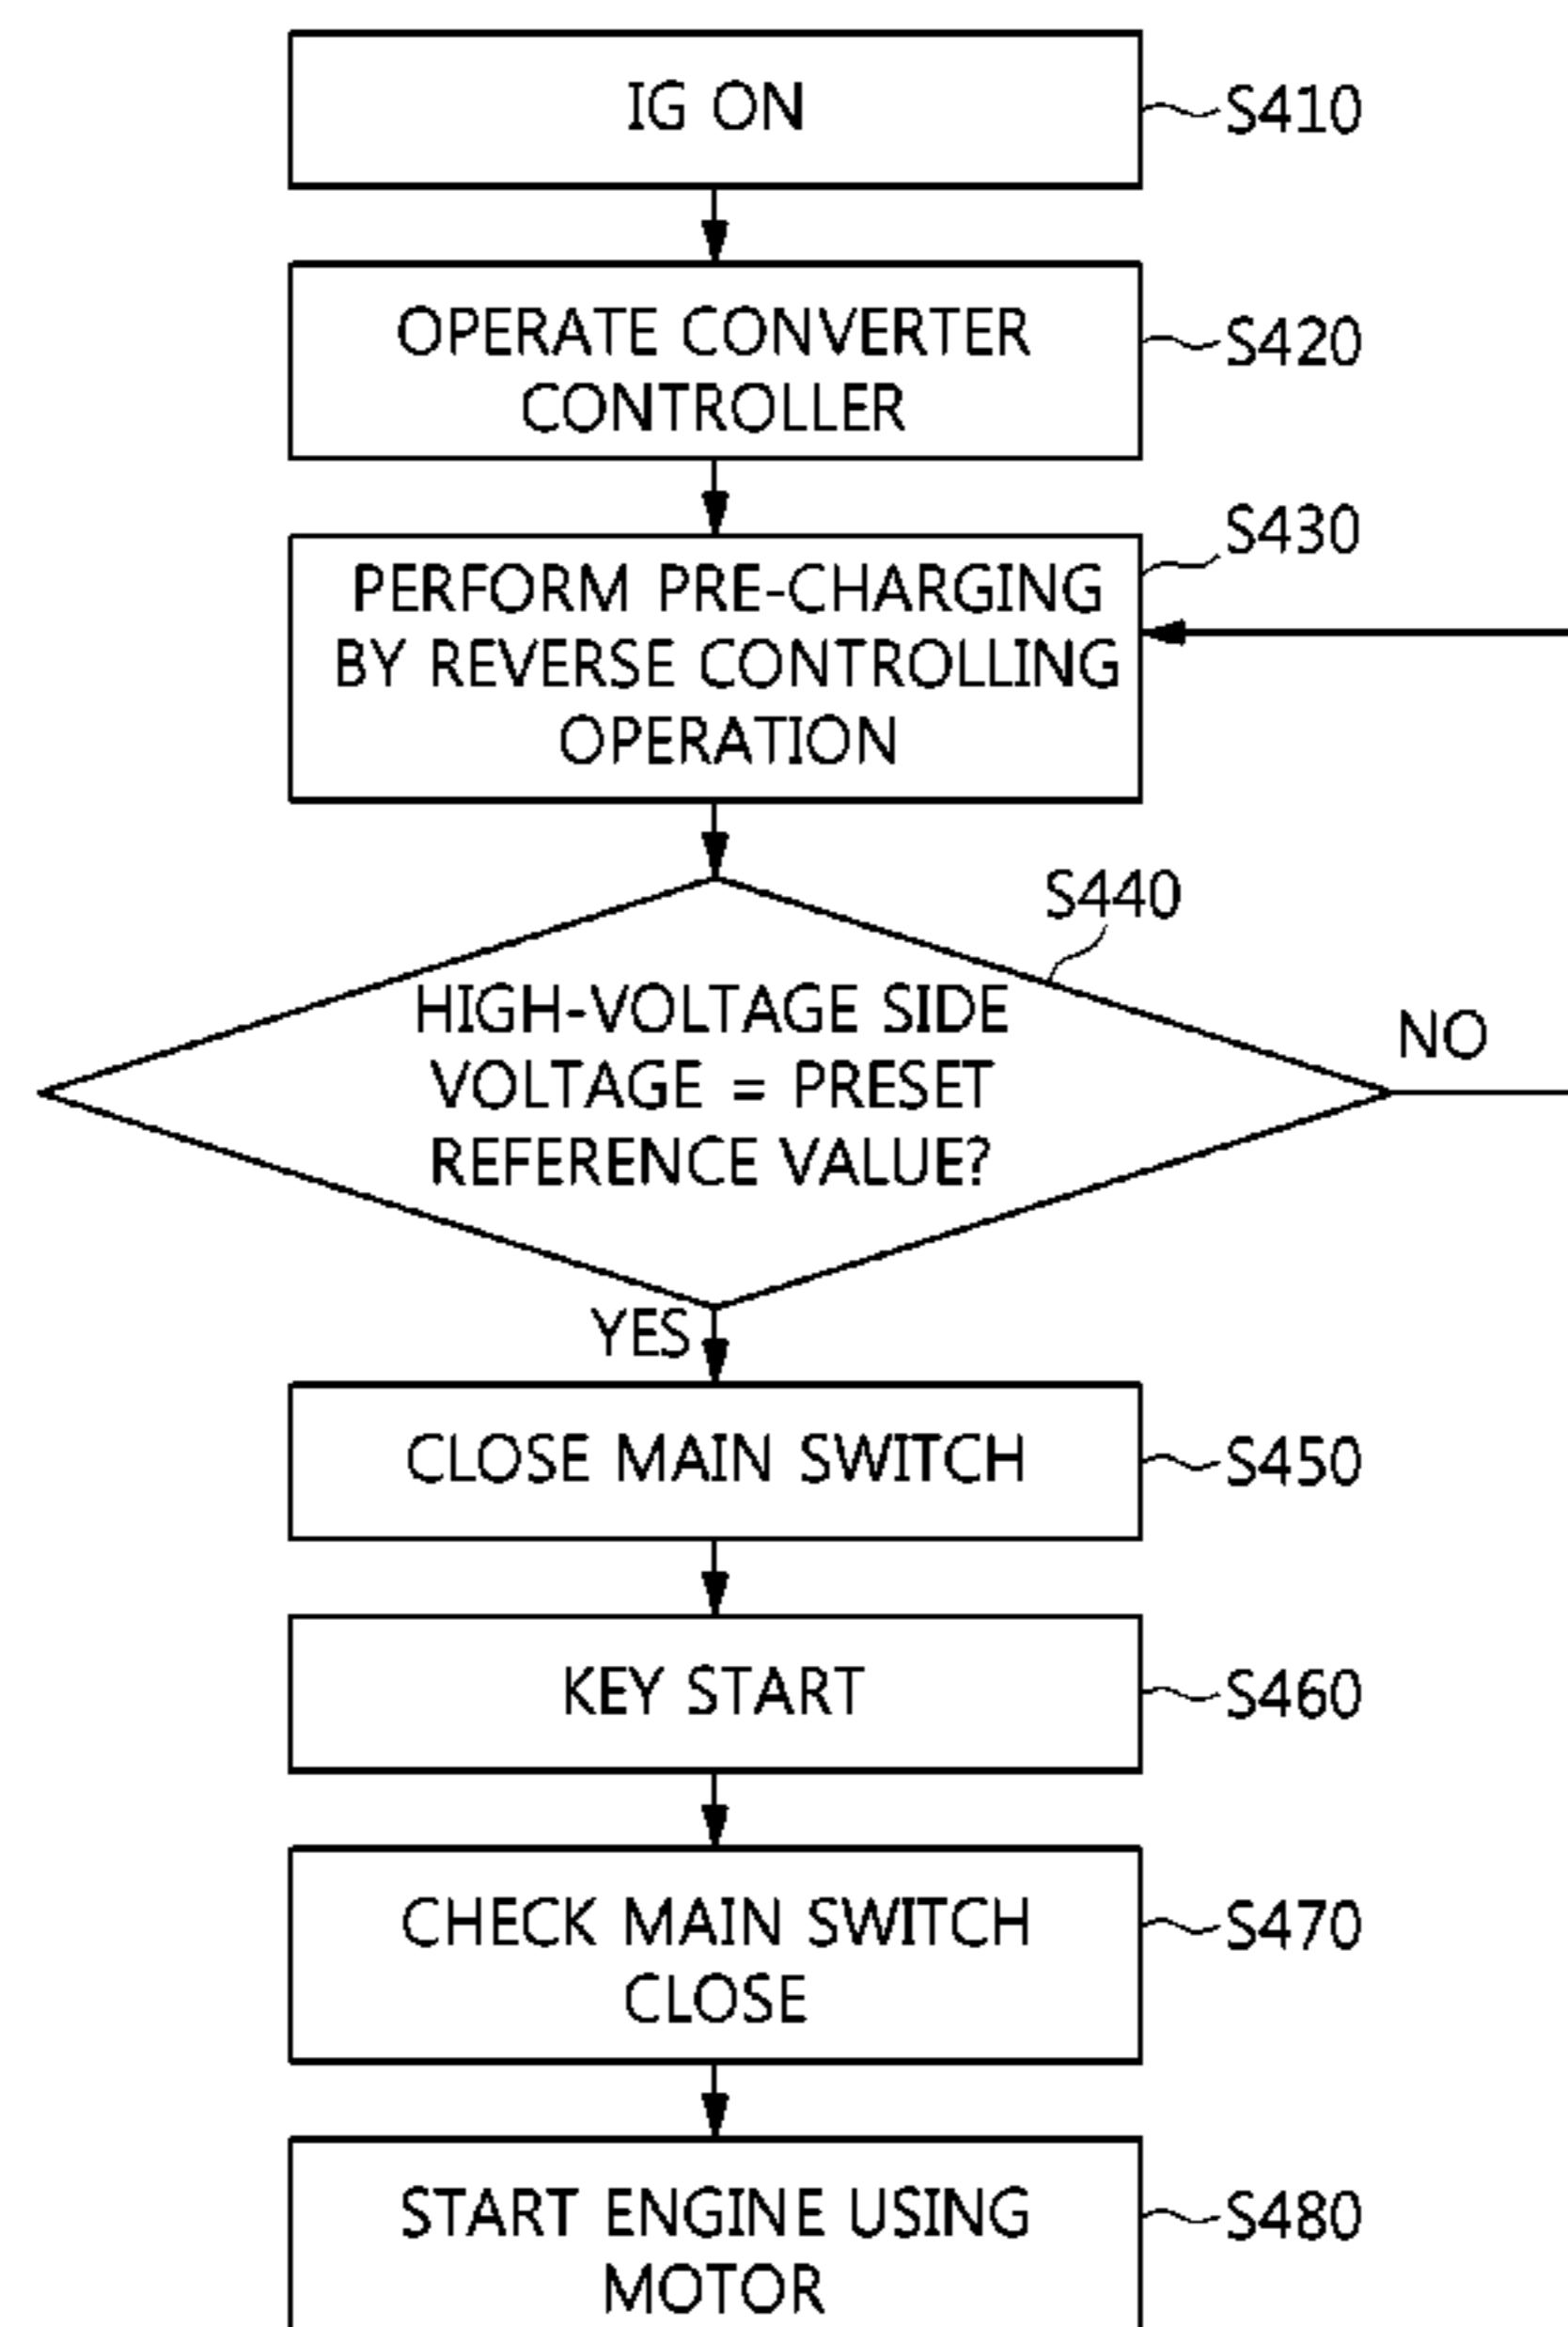 IG ON
S410
OPERATE CONVERTER
CONTROLLER
S420
PERFORM PRE-CHARGING
BY REVERSE CONTROLLING
OPERATION
S430
HIGH-VOLTAGE SIDE
VOLTAGE = PRESET
REFERENCE VALUE?
S440
NO
YES
CLOSE MAIN SWITCH
S450
KEY START
S460
CHECK MAIN SWITCH
CLOSE
S470
START ENGINE USING
MOTOR
S480